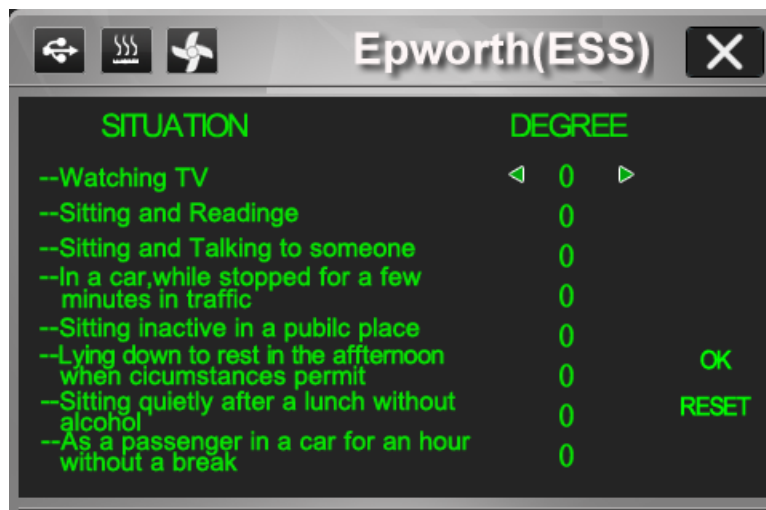 Epworth(ESS)
SITUATION DEGREE
--Watching TV 0
--Sitting and Readinge 0
--Sitting and Talking to someone 0
--In a car,while stopped for a few
minutes in traffic 0
--Sitting inactive in a pubilc place 0
--Lying down to rest in the affternoon
when cicumstances permit 0
OK
--Sitting quietly after a lunch without
alcohol 0
RESET
--As a passenger in a car for an hour
without a break 0